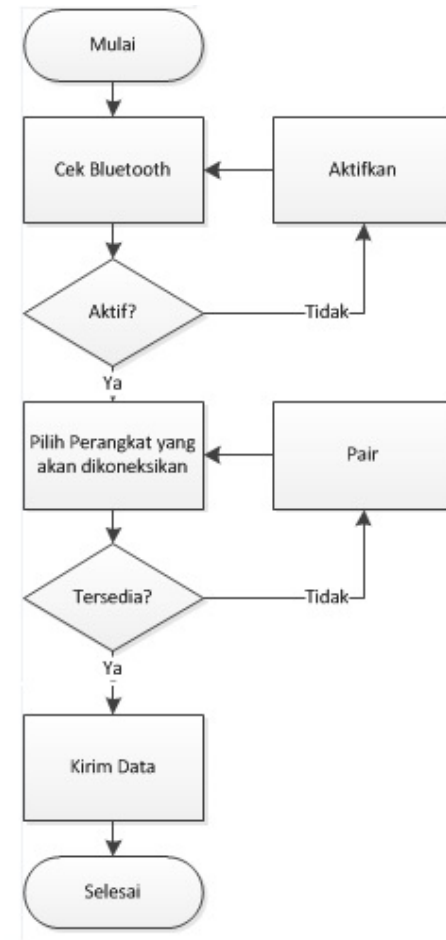 Mulai
Cek Bluetooth
Aktifkan
Aktif?
Tidak
Ya
Pilih Perangkat yang
akan dikoneksikan
Pair
Tersedia?
Tidak
Ya
Kirim Data
Selesai